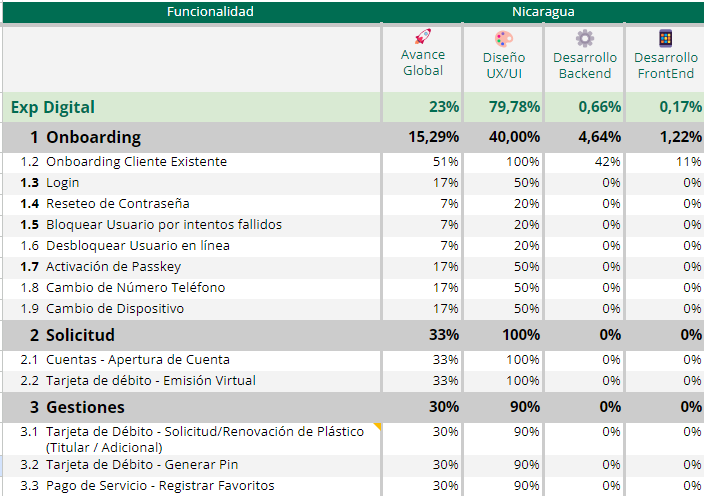 Funcionalidad Nicaragua
Avance Global Diseño UX/UI Desarrollo Backend Desarrollo FrontEnd
Exp Digital 23% 79,78% 0,66% 0,17%
1 Onboarding 15,29% 40,00% 4,64% 1,22%
1.2 Onboarding Cliente Existente 51% 100% 42% 11%
1.3 Login 17% 50% 0% 0%
1.4 Reseteo de Contraseña 7% 20% 0% 0%
1.5 Bloquear Usuario por intentos fallidos 7% 20% 0% 0%
1.6 Desbloquear Usuario en línea 7% 20% 0% 0%
1.7 Activación de Passkey 17% 50% 0% 0%
1.8 Cambio de Número Teléfono 17% 50% 0% 0%
1.9 Cambio de Dispositivo 17% 50% 0% 0%
2 Solicitud 33% 100% 0% 0%
2.1 Cuentas - Apertura de Cuenta 33% 100% 0% 0%
2.2 Tarjeta de débito - Emisión Virtual 33% 100% 0% 0%
3 Gestiones 30% 90% 0% 0%
3.1 Tarjeta de Débito - Solicitud/Renovación de Plástico 30% 90% 0% 0%
(Titular / Adicional)
3.2 Tarjeta de Débito - Generar Pin 30% 90% 0% 0%
3.3 Pago de Servicio - Registrar Favoritos 30% 90% 0% 0%